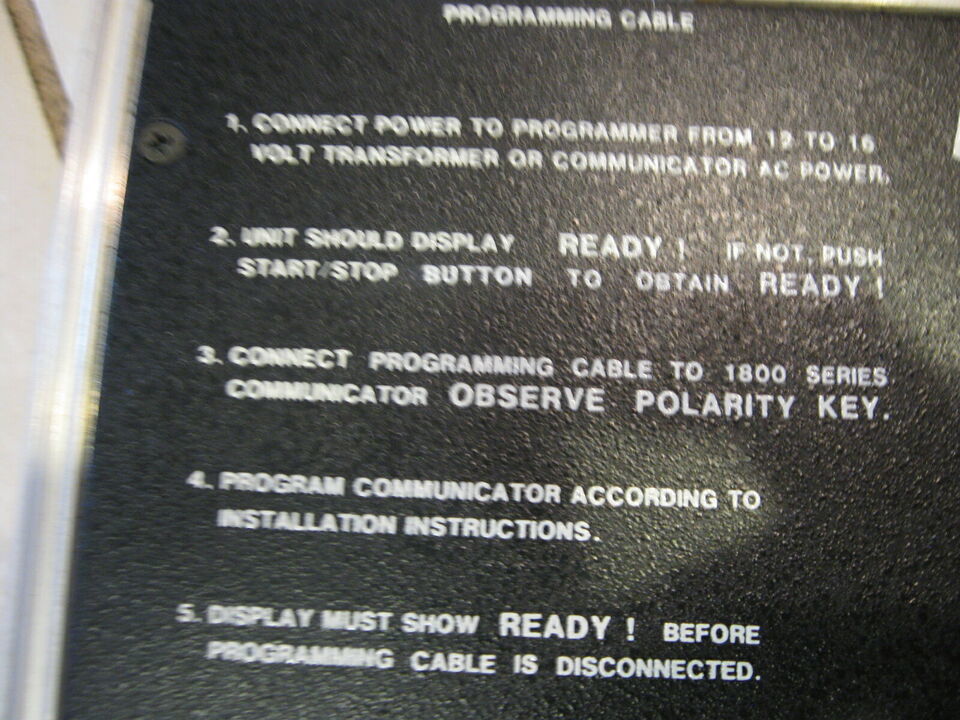 PROGRAMMING CABLE
1. CONNECT POWER TO PROGRAMMER FROM 12 TO 16
VOLT TRANSFORMER OR COMMUNICATOR AC POWER.
2. UNIT SHOULD DISPLAY READY ! IF NOT, PUSH
START/STOP BUTTON TO OBTAIN READY !
3. CONNECT PROGRAMMING CABLE TO 1800 SERIES
COMMUNICATOR OBSERVE POLARITY KEY.
4. PROGRAM COMMUNICATOR ACCORDING TO
INSTALLATION INSTRUCTIONS.
5. DISPLAY MUST SHOW READY ! BEFORE
PROGRAMMING CABLE IS DISCONNECTED.